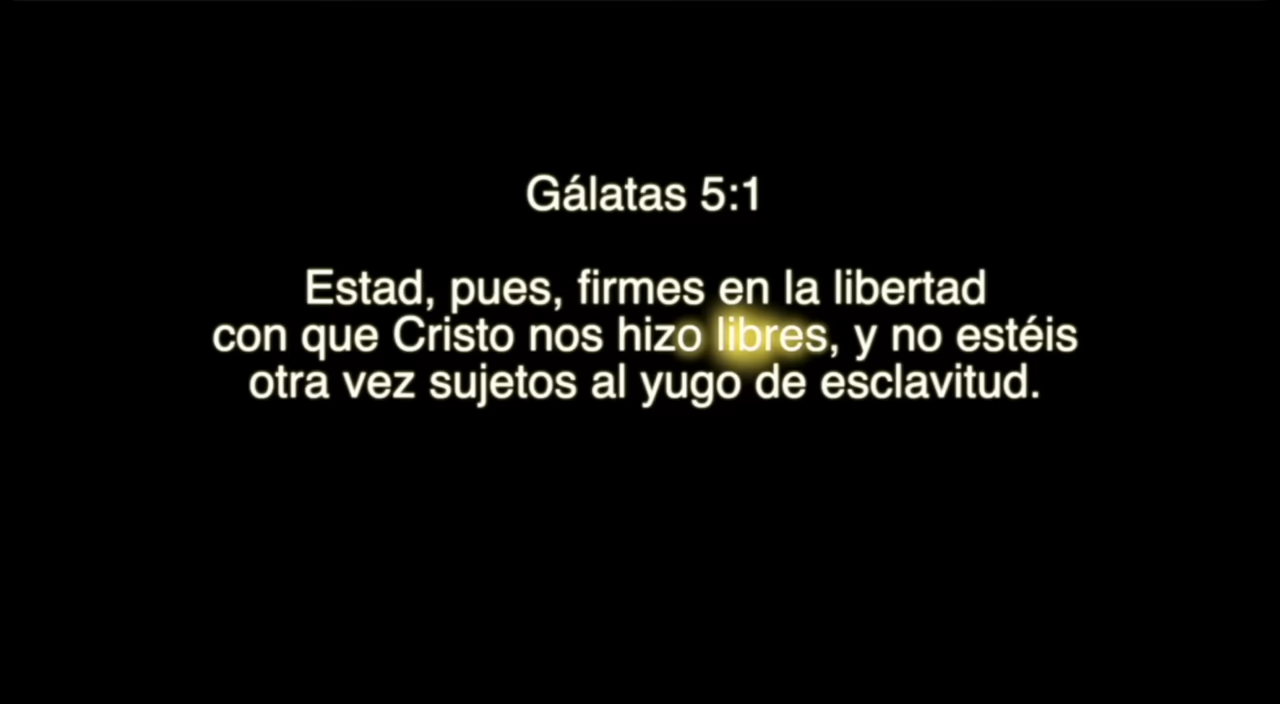 Gálatas 5:1
Estad, pues, firmes en la libertad
con que Cristo nos hizo libres, y no estéis
otra vez sujetos al yugo de esclavitud.